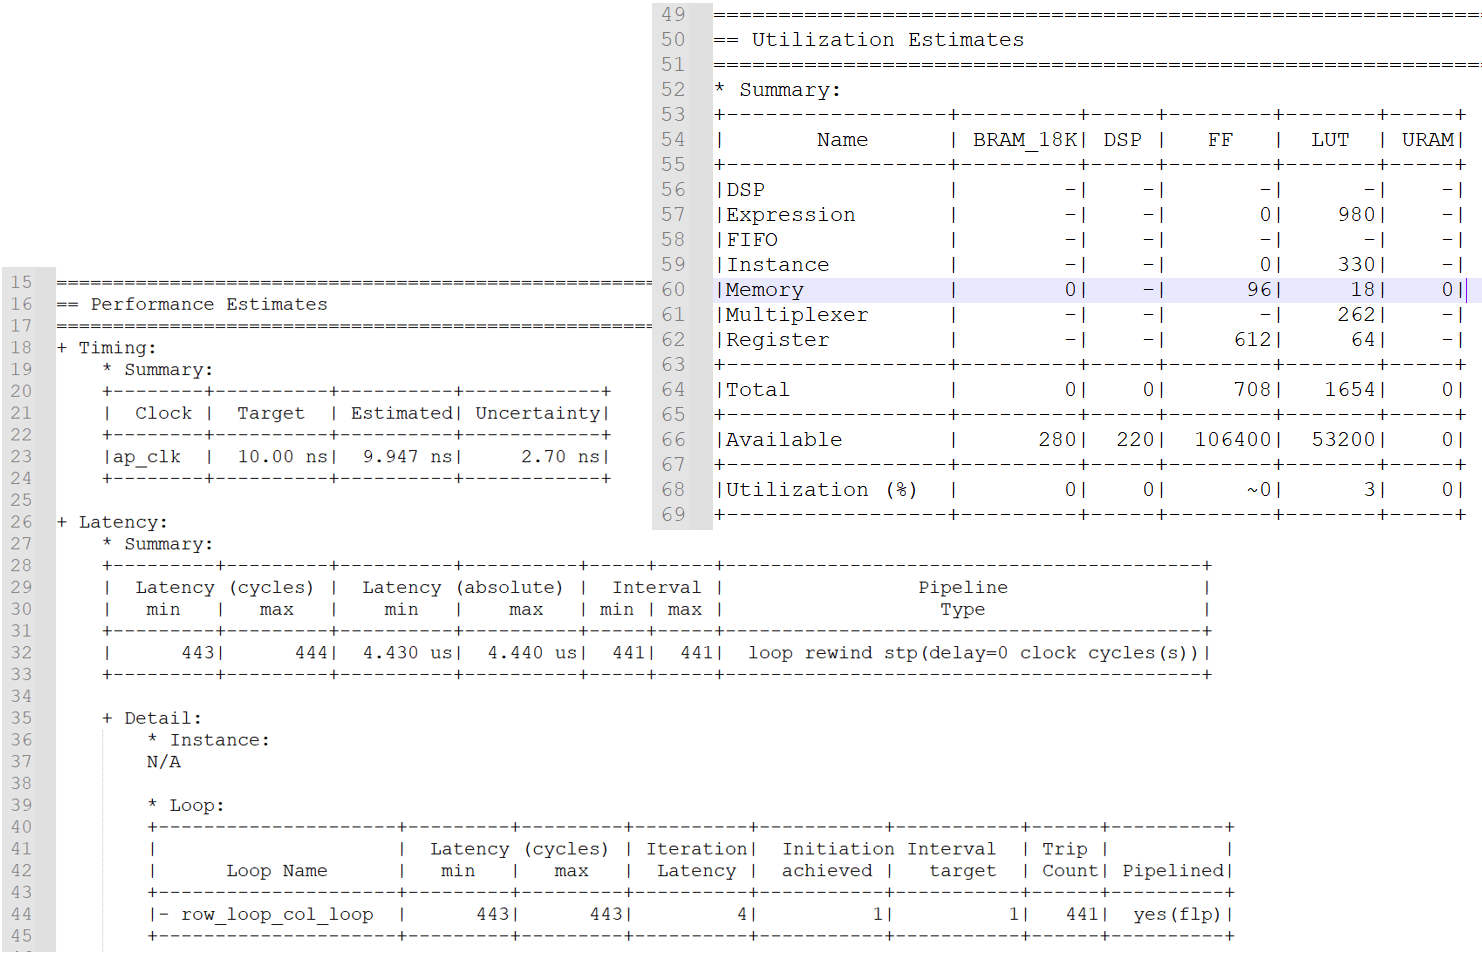 49 ================================================================
50 == Utilization Estimates
51 ================================================================
52 * Summary:
53 +-----------------+---------+-----+--------+-------+-----+
54 |       Name      | BRAM_18K| DSP |   FF   |  LUT  | URAM|
55 +-----------------+---------+-----+--------+-------+-----+
56 |DSP              |        -|    -|       -|      -|    -|
57 |Expression       |        -|    -|       0|    980|    -|
58 |FIFO             |        -|    -|       -|      -|    -|
59 |Instance         |        -|    -|       0|    330|    -|
60 |Memory           |        0|    -|      96|     18|    0|
61 |Multiplexer      |        -|    -|       -|    262|    -|
62 |Register         |        -|    -|     612|     64|    -|
63 +-----------------+---------+-----+--------+-------+-----+
64 |Total            |        0|    0|     708|   1654|    0|
65 +-----------------+---------+-----+--------+-------+-----+
66 |Available        |      280|  220|  106400|  53200|    0|
67 +-----------------+---------+-----+--------+-------+-----+
68 |Utilization (%)  |        0|    0|      ~0|      3|    0|
69 +-----------------+---------+-----+--------+-------+-----+
15 ================================================================
16 == Performance Estimates
17 ================================================================
18 + Timing:
19     * Summary:
20     +--------+----------+----------+------------+
21     |  Clock |  Target  | Estimated| Uncertainty|
22     +--------+----------+----------+------------+
23     |ap_clk  |  10.00 ns|  9.947 ns|     2.70 ns|
24     +--------+----------+----------+------------+
25
26 + Latency:
27     * Summary:
28     +---------+---------+----------+----------+-----+-----+------------------------------------------+
29     |  Latency (cycles) |  Latency (absolute) |  Interval |                 Pipeline                 |
30     |   min   |   max   |    min   |    max   | min | max |                   Type                   |
31     +---------+---------+----------+----------+-----+-----+------------------------------------------+
32     |      443|      444|  4.430 us|  4.440 us|  441|  441|  loop rewind stp(delay=0 clock cycles(s))|
33     +---------+---------+----------+----------+-----+-----+------------------------------------------+
34
35     + Detail:
36         * Instance:
37         N/A
38
39         * Loop:
40         +---------------------+---------+---------+----------+-----------+-----------+------+----------+
41         |                     |  Latency (cycles) | Iteration|  Initiation Interval  | Trip |          |
42         |      Loop Name      |   min   |   max   |  Latency |  achieved |   target  | Count| Pipelined|
43         +---------------------+---------+---------+----------+-----------+-----------+------+----------+
44         |- row_loop_col_loop  |      443|      443|         4|          1|          1|   441|  yes(flp)|
45         +---------------------+---------+---------+----------+-----------+-----------+------+----------+